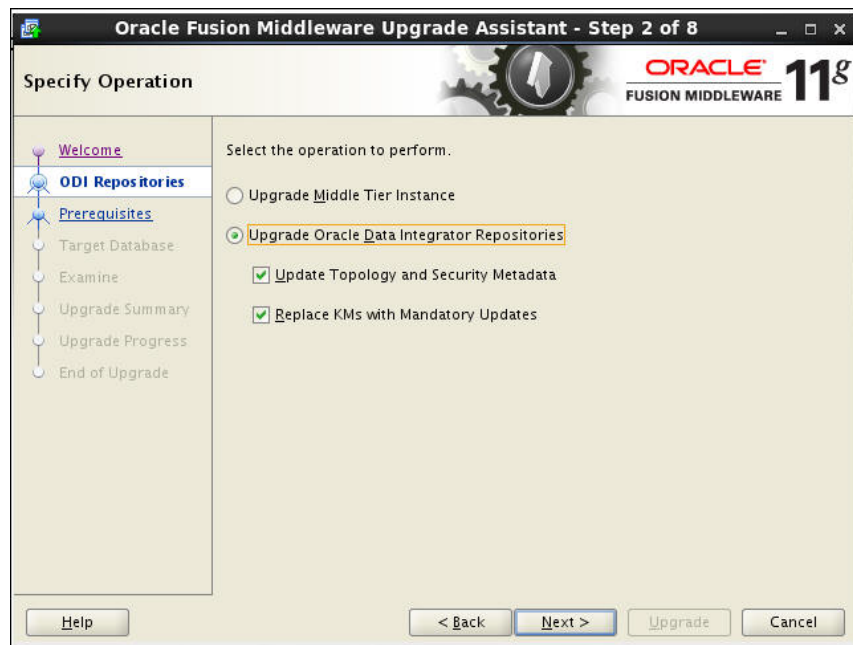 Oracle Fusion Middleware Upgrade Assistant - Step 2 of 8
Specify Operation
ORACLE
FUSION MIDDLEWARE
11g
Welcome
ODI Repositories
Prerequisites
Target Database
Examine
Upgrade Summary
Upgrade Progress
End of Upgrade
Select the operation to perform.
Upgrade Middle Tier Instance
Upgrade Oracle Data Integrator Repositories
Update Topology and Security Metadata
Replace KMs with Mandatory Updates
Help
< Back
Next >
Upgrade
Cancel